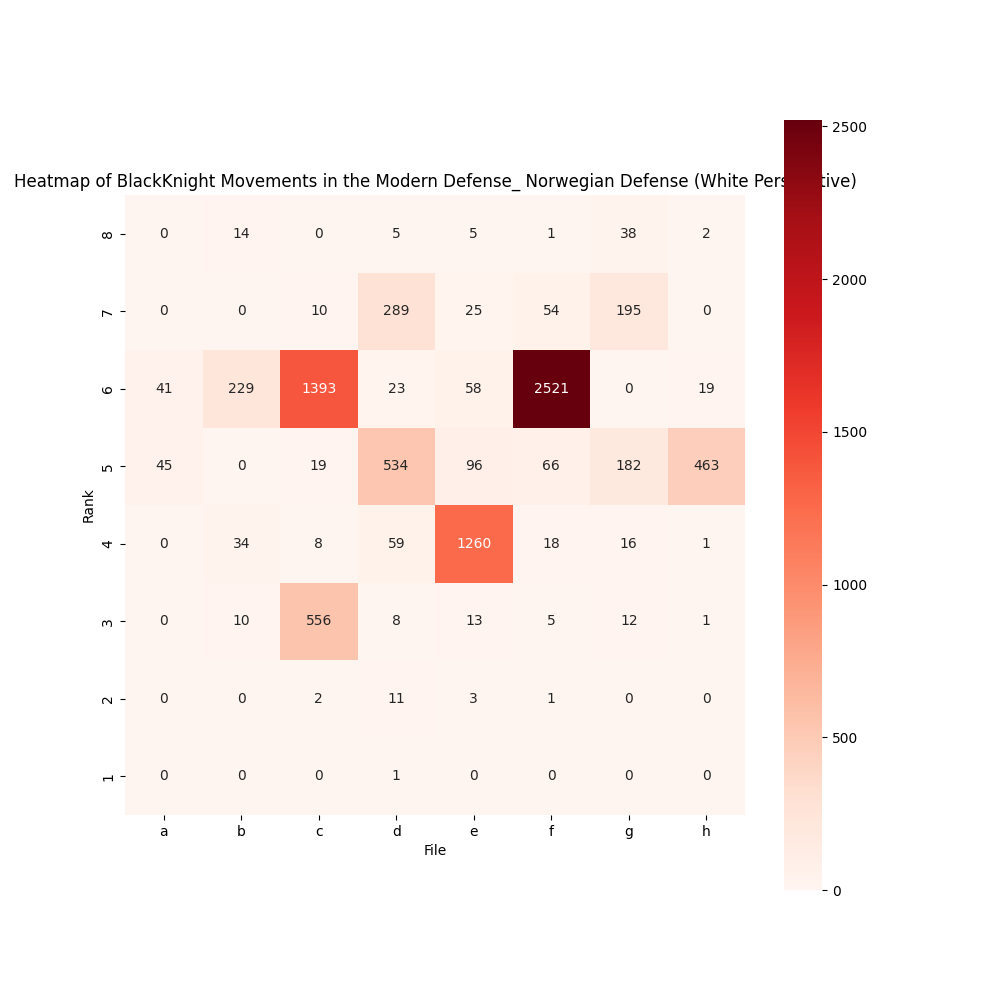 2500
Heatmap of BlackKnight Movements in the Modern Defense_ Norwegian Defense (White Perspective)
8 0 14 0 5 5 1 38 2
2000
7 0 0 10 289 25 54 195 0
6 41 229 1393 23 58 2521 0 19
1500
5 45 0 19 534 96 66 182 463
Rank
4 0 34 8 59 1260 18 16 1
1000
3 0 10 556 8 13 5 12 1
2 0 0 2 11 3 1 0 0
500
1 0 0 0 1 0 0 0 0
a b c d e f g h
File
0